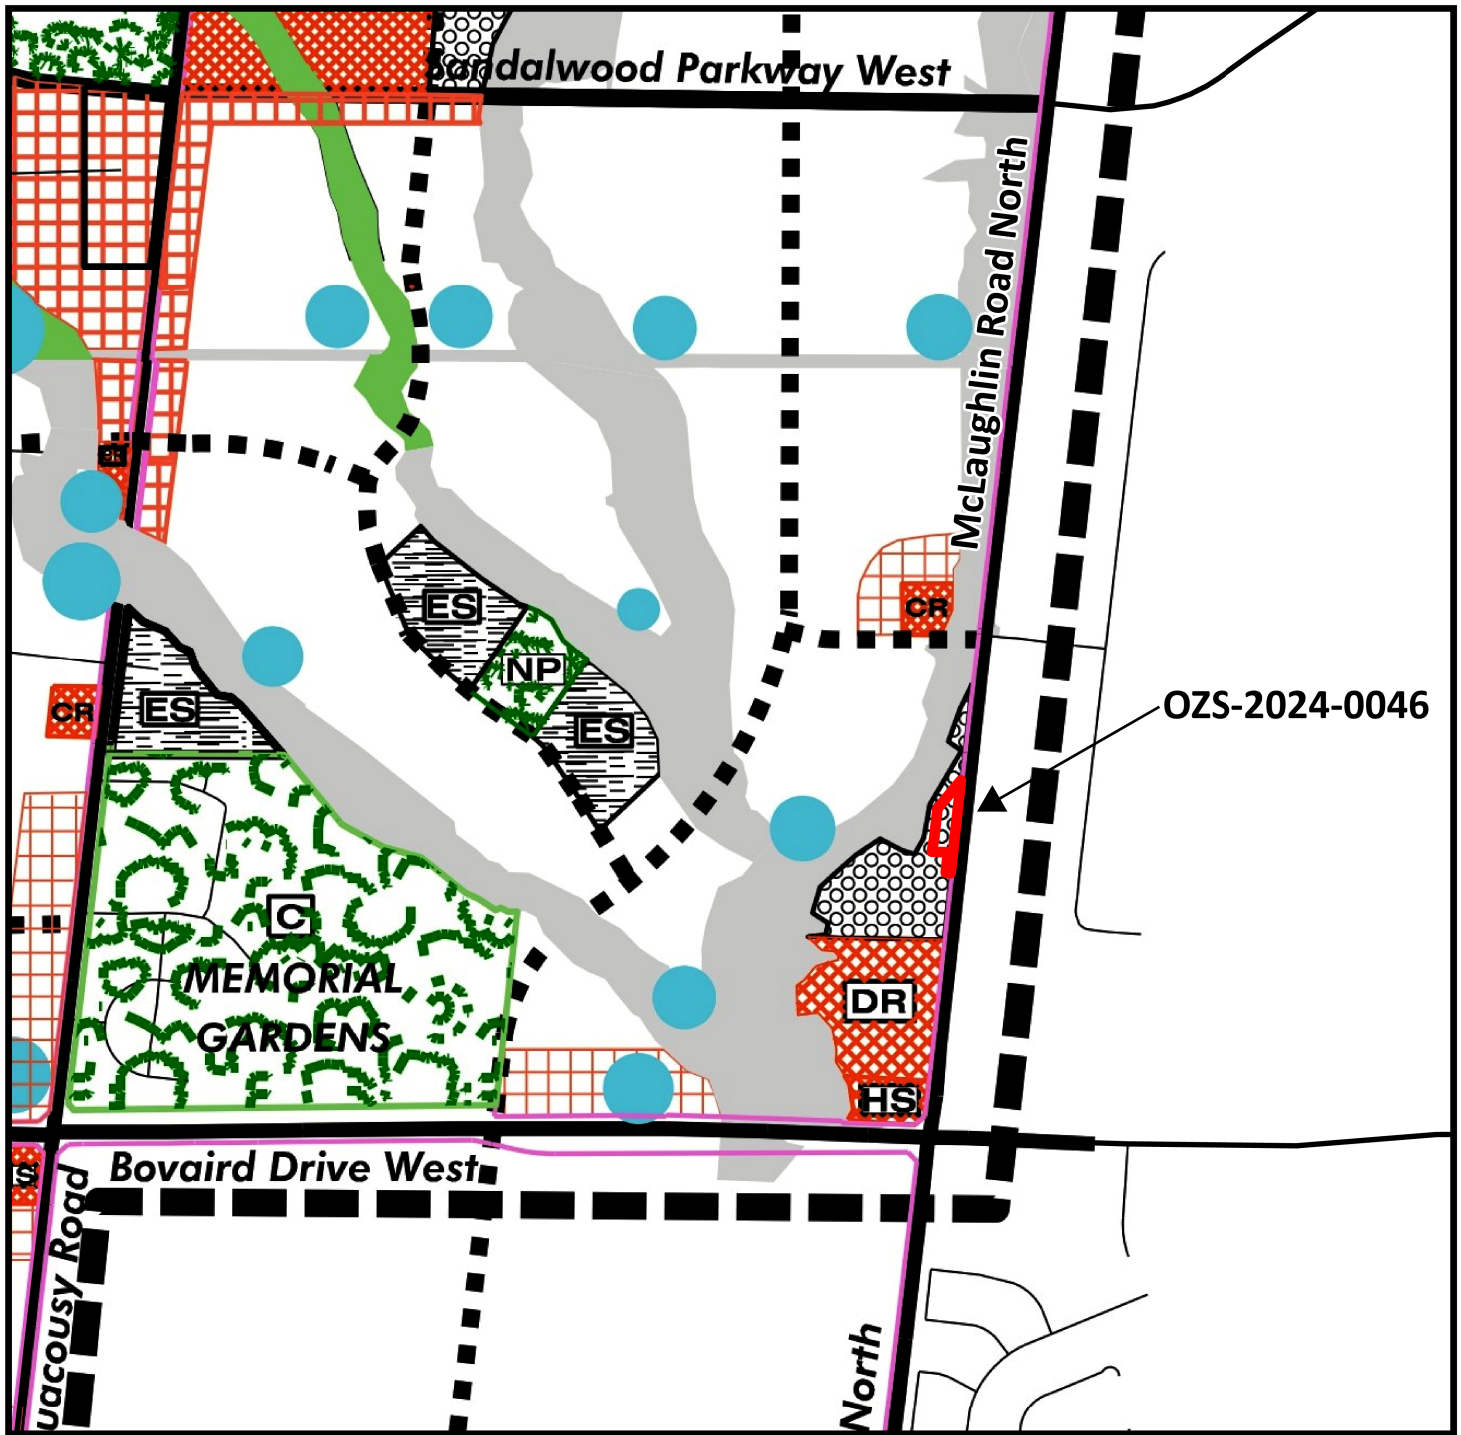 Sandalwood Parkway West
McLaughlin Road North
CR
ES
CR
NP
OZS-2024-0046
CR
ES
ES
C
MEMORIAL
GARDENS
DR
HS
Bovaird Drive West
S
uacousy Road
North